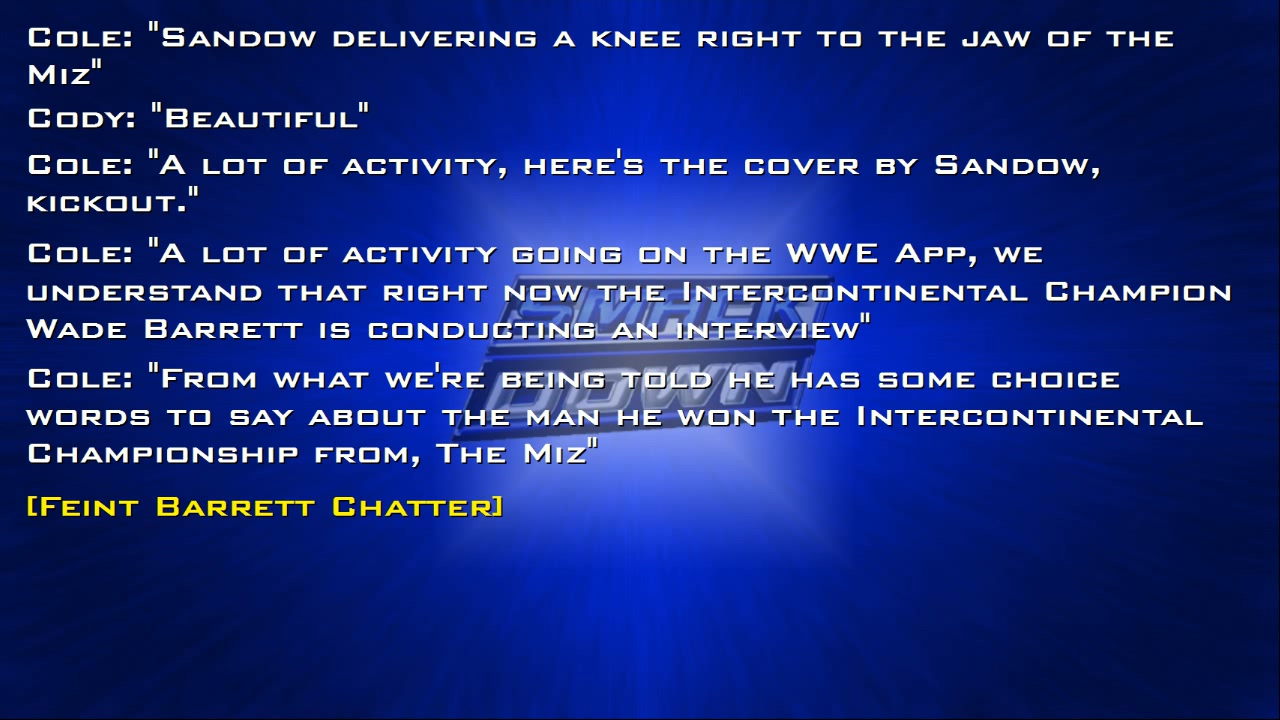 Cole: "Sandow delivering a knee right to the jaw of the
Miz"
Cody: "Beautiful"
Cole: "A lot of activity, here's the cover by Sandow,
kickout."
Cole: "A lot of activity going on the WWE App, we
understand that right now the Intercontinental Champion
Wade Barrett is conducting an interview"
Cole: "From what we're being told he has some choice
words to say about the man he won the Intercontinental
Championship from, The Miz"
[Feint Barrett Chatter]
SMACK
DOWN